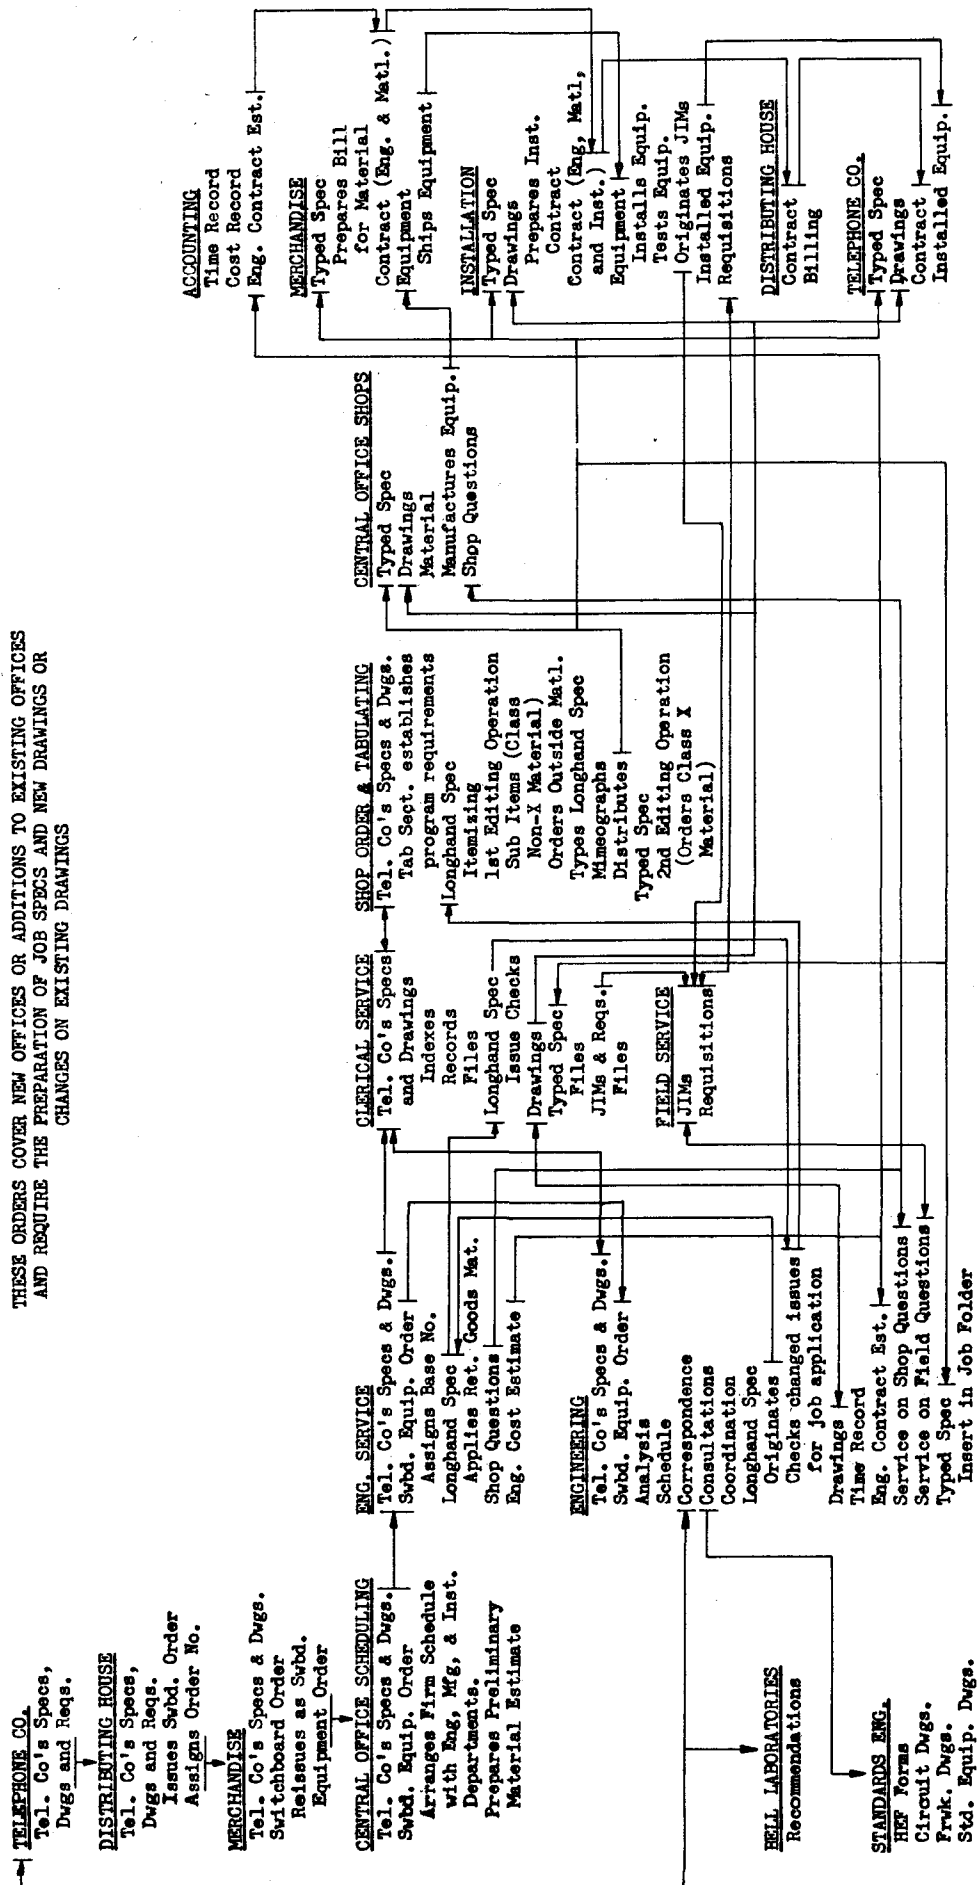 THESE ORDERS COVER NEW OFFICES OR ADDITIONS TO EXISTING OFFICES
AND REQUIRE THE PREPARATION OF JOB SPECS AND NEW DRAWINGS OR
CHANGES ON EXISTING DRAWINGS
TELEPHONE CO.
Tel. Co's Specs,
Dwgs and Reqs.
DISTRIBUTING HOUSE
Tel. Co's Specs,
Dwgs and Reqs.
Issues Swbd. Order
Assigns Order No.
MERCHANDISE
Tel. Co's Specs & Dwgs.
Switchboard Order
Reissues as Swbd.
Equipment Order
CENTRAL OFFICE SCHEDULING
Tel. Co's Specs & Dwgs.
Swbd. Equip. Order
Arranges Firm Schedule
with Eng, Mfg, & Inst.
Departments.
Prepares Preliminary
Material Estimate
BELL LABORATORIES
Recommendations
STANDARDS ENG.
HEF Forms
Circuit Dwgs.
Frwk. Dwgs.
Std. Equip. Dwgs.
ENG. SERVICE
Tel. Co's Specs & Dwgs.
Swbd. Equip. Order
Assigns Base No.
Longhand Spec
Applies Ret. Goods Mat.
Shop Questions
Eng. Cost Estimate
ENGINEERING
Tel. Co's Specs & Dwgs.
Swbd. Equip. Order
Analysis
Schedule
Correspondence
Consultations
Coordination
Longhand Spec
Originates
Checks changed issues
for job application
Drawings
Time Record
Eng. Contract Est.
Service on Shop Questions
Service on Field Questions
Typed Spec
Insert in Job Folder
CLERICAL SERVICE
Tel. Co's Specs
and Drawings
Indexes
Records
Files
Longhand Spec
Issue Checks
Drawings
Typed Spec
Files
JIMs & Reqs.
Files
FIELD SERVICE
JIMs
Requisitions
SHOP ORDER & TABULATING
Tel. Co's Specs & Dwgs.
Tab Sect. establishes
program requirements
Longhand Spec
Itemizing
1st Editing Operation
Sub Items (Class
Non-X Material)
Orders Outside Matl.
Types Longhand Spec
Mimeographs
Distributes
Typed Spec
2nd Editing Operation
(Orders Class X
Material)
CENTRAL OFFICE SHOPS
Typed Spec
Drawings
Material
Manufactures Equip.
Shop Questions
ACCOUNTING
Time Record
Cost Record
Eng. Contract Est.
MERCHANDISE
Typed Spec
Prepares Bill
for Material
Contract (Eng. & Matl.)
Equipment
Ships Equipment
INSTALLATION
Typed Spec
Drawings
Prepares Inst.
Contract
Contract (Eng, Matl,
and Inst.)
Equipment
Installs Equip.
Tests Equip.
Originates JIMs
Installed Equip.
Requisitions
DISTRIBUTING HOUSE
Contract
Billing
TELEPHONE CO.
Typed Spec
Drawings
Contract
Installed Equip.